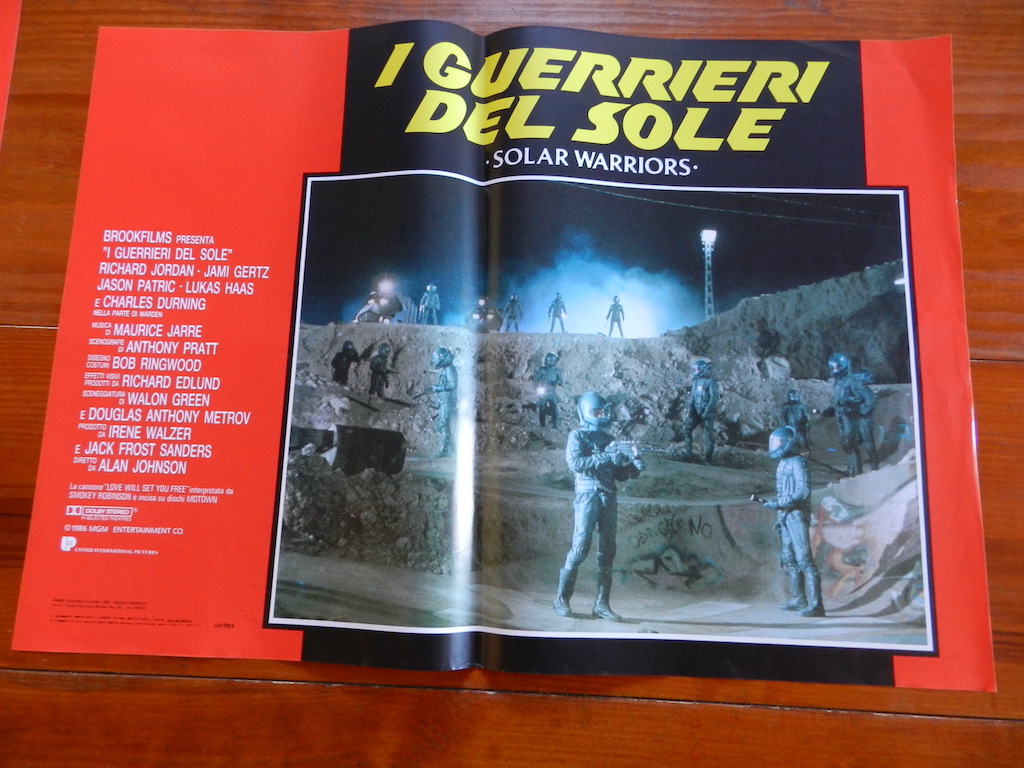 I GUERRIERI
DEL SOLE
·SOLAR WARRIORS·
BROOKFILMS PRESENTA
"I GUERRIERI DEL SOLE"
RICHARD JORDAN · JAMI GERTZ
JASON PATRIC · LUKAS HAAS
E CHARLES DURNING
NELLA PARTE DI WARDEN
MUSICA DI MAURICE JARRE
SCENOGRAFIE DI ANTHONY PRATT
DISEGNO COSTUMI BOB RINGWOOD
EFFETTI VISIVI PRODOTTI DA RICHARD EDLUND
SCENEGGIATURA DI WALON GREEN
E DOUGLAS ANTHONY METROV
PRODOTTO DA IRENE WALZER
E JACK FROST SANDERS
DIRETTO DA ALAN JOHNSON
La canzone "LOVE WILL SET YOU FREE" interpretata da
SMOKEY ROBINSON e incisa su dischi MOTOWN
DOLBY STEREO®
IN SELECTED THEATRES
©1986 MGM ENTERTAINMENT CO.
UNITED INTERNATIONAL PICTURES